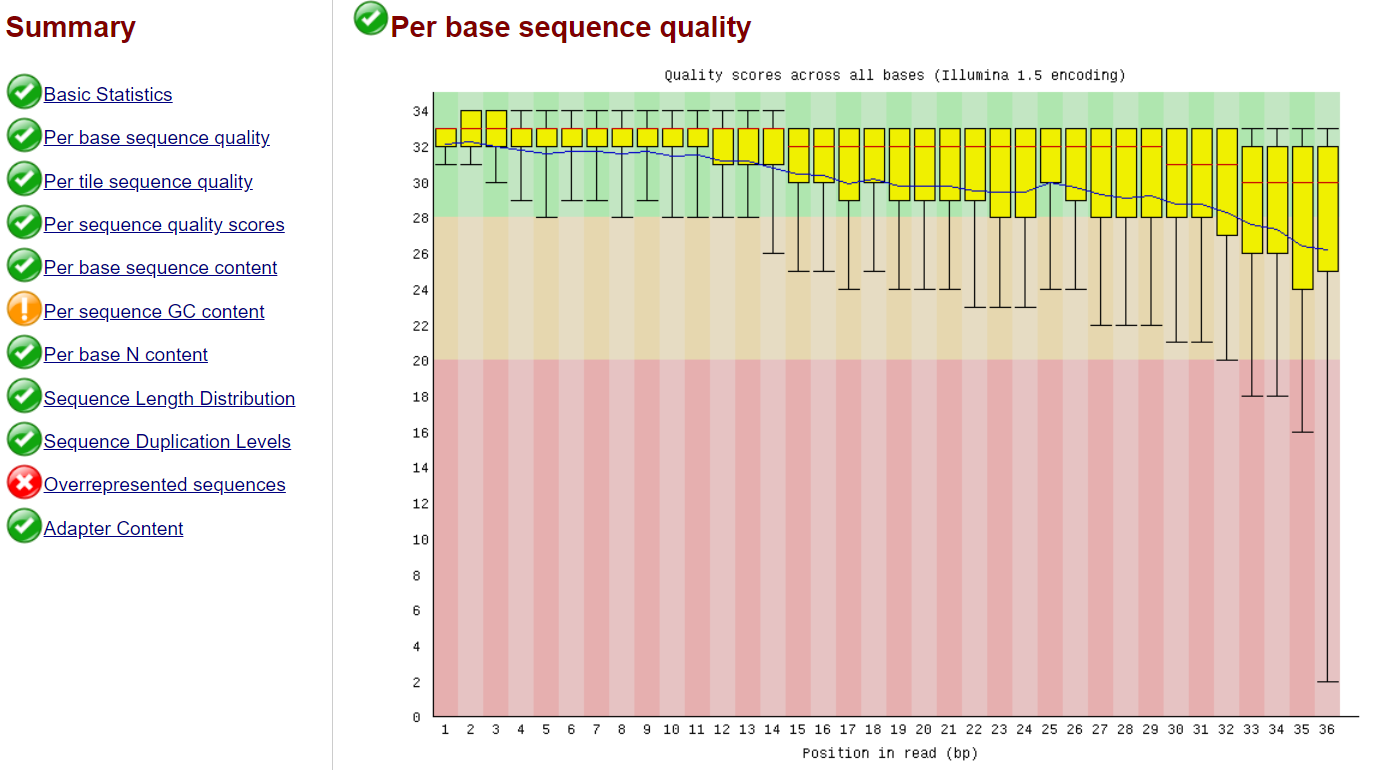 Summary
Basic Statistics
Per base sequence quality
Per tile sequence quality
Per sequence quality scores
Per base sequence content
Per sequence GC content
Per base N content
Sequence Length Distribution
Sequence Duplication Levels
Overrepresented sequences
Adapter Content
Per base sequence quality
Quality scores across all bases (Illumina 1.5 encoding)
34
32
30
28
26
24
22
20
18
16
14
12
10
8
6
4
2
0
1 2 3 4 5 6 7 8 9 10 11 12 13 14 15 16 17 18 19 20 21 22 23 24 25 26 27 28 29 30 31 32 33 34 35 36
Position in read (bp)